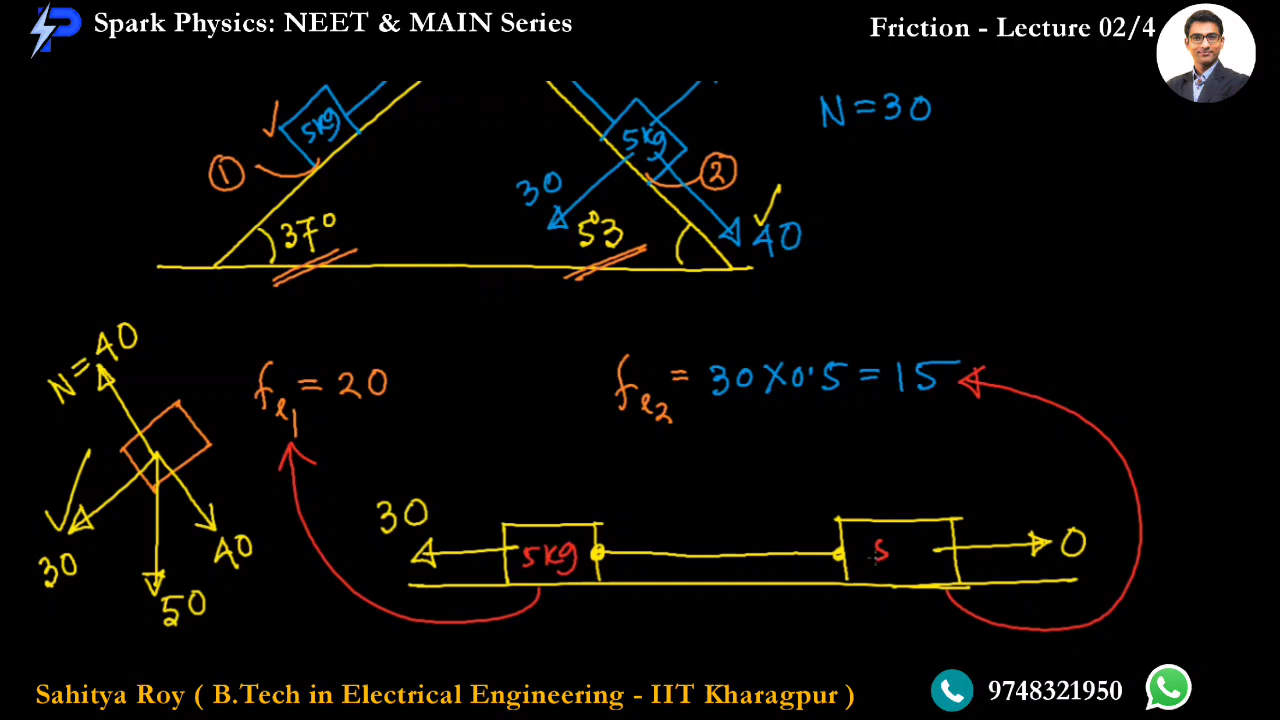 Spark Physics: NEET & MAIN Series
Friction - Lecture 02/4
N = 30
5kg
5kg
①
②
30
37°
53°
40
N = 40
fℓ1 = 20
fℓ2 = 30 X 0.5 = 15
30
5kg
5
0
30
40
50
Sahitya Roy ( B.Tech in Electrical Engineering - IIT Kharagpur )
9748321950